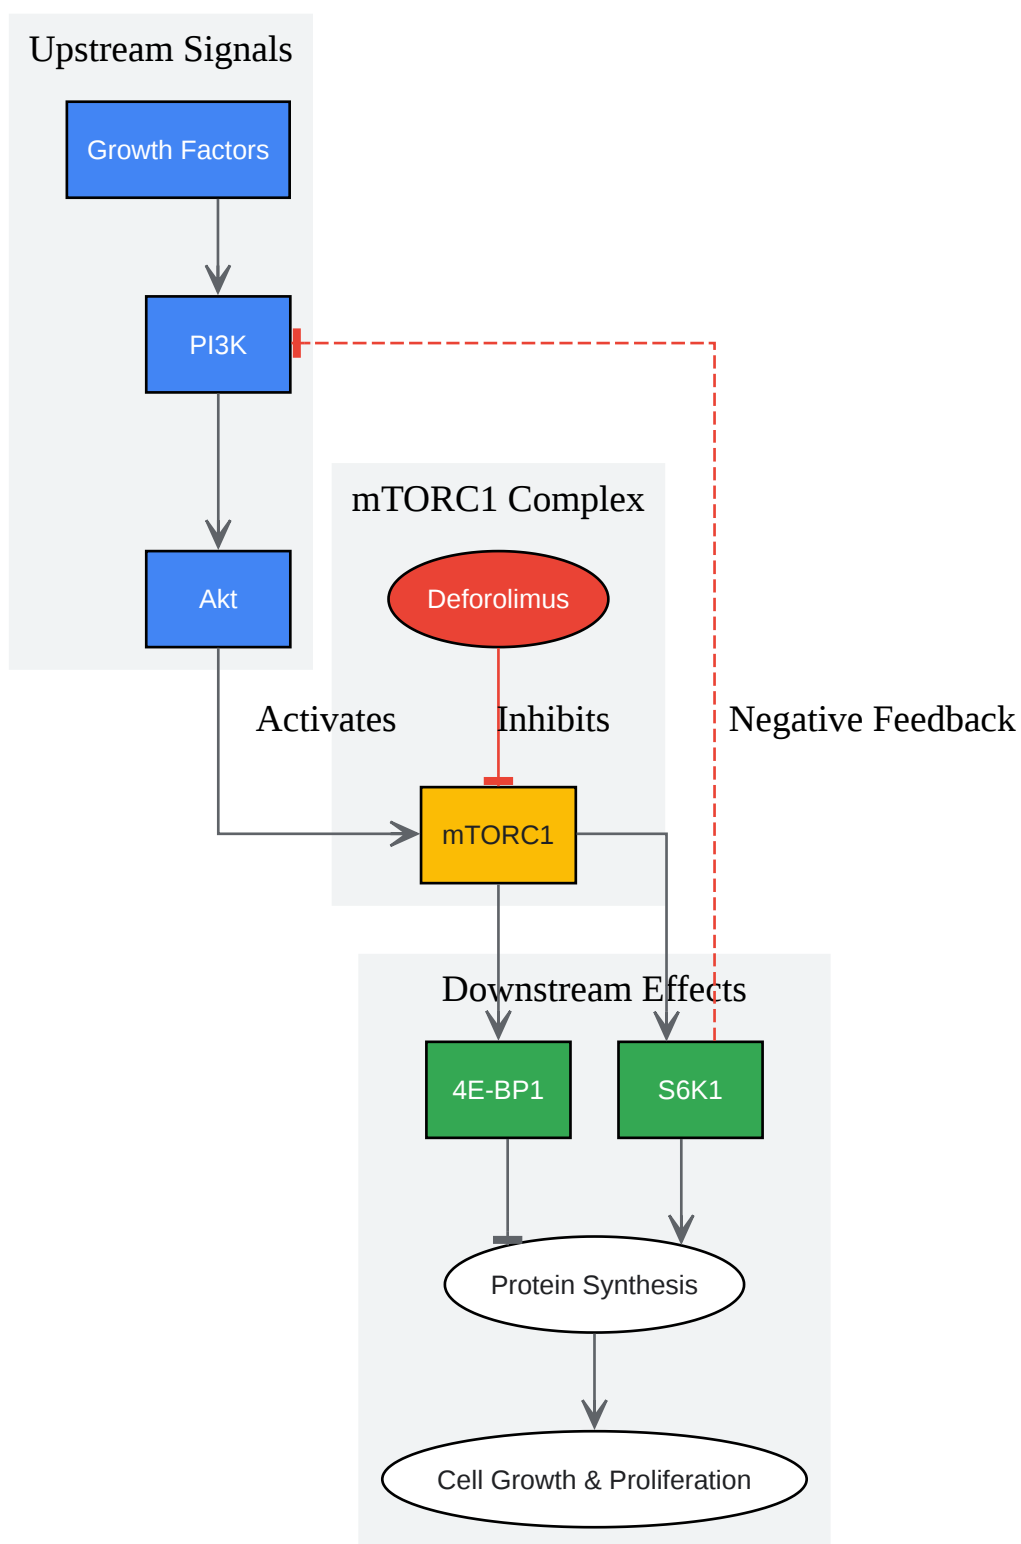 Upstream Signals
Growth Factors
PI3K
Akt
mTORC1 Complex
Deforolimus
Activates
Inhibits
Negative Feedback
mTORC1
Downstream Effects
4E-BP1
S6K1
Protein Synthesis
Cell Growth & Proliferation